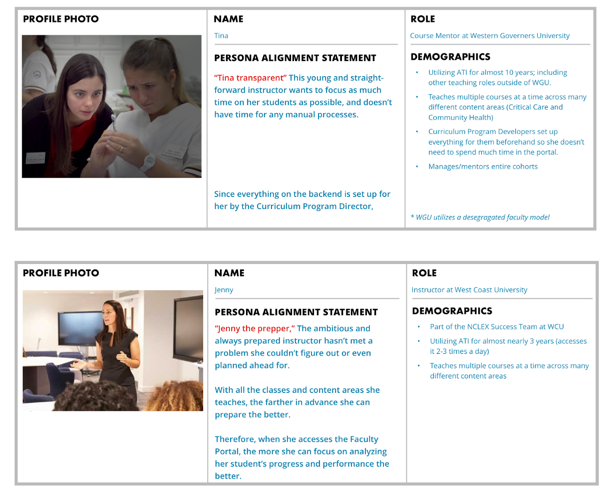 PROFILE PHOTO
NAME
Tina
PERSONA ALIGNMENT STATEMENT
“Tina transparent” This young and straight-
forward instructor wants to focus as much
time on her students as possible, and doesn’t
have time for any manual processes.
Since everything on the backend is set up for
her by the Curriculum Program Director,
ROLE
Course Mentor at Western Governers University
DEMOGRAPHICS
• Utilizing ATI for almost 10 years; including
other teaching roles outside of WGU.
• Teaches multiple courses at a time across many
different content areas (Critical Care and
Community Health)
• Curriculum Program Developers set up
everything for them beforehand so she doesn’t
need to spend much time in the portal.
• Manages/mentors entire cohorts
* WGU utilizes a desegragated faculty model
PROFILE PHOTO
NAME
Jenny
PERSONA ALIGNMENT STATEMENT
“Jenny the prepper,” The ambitious and
always prepared instructor hasn’t met a
problem she couldn’t figure out or even
planned ahead for.
With all the classes and content areas she
teaches, the farther in advance she can
prepare the better.
Therefore, when she accesses the Faculty
Portal, the more she can focus on analyzing
her student’s progress and performance the
better.
ROLE
Instructor at West Coast University
DEMOGRAPHICS
• Part of the NCLEX Success Team at WCU
• Utilizing ATI for almost nearly 3 years (accesses
it 2-3 times a day)
• Teaches multiple courses at a time across many
different content areas